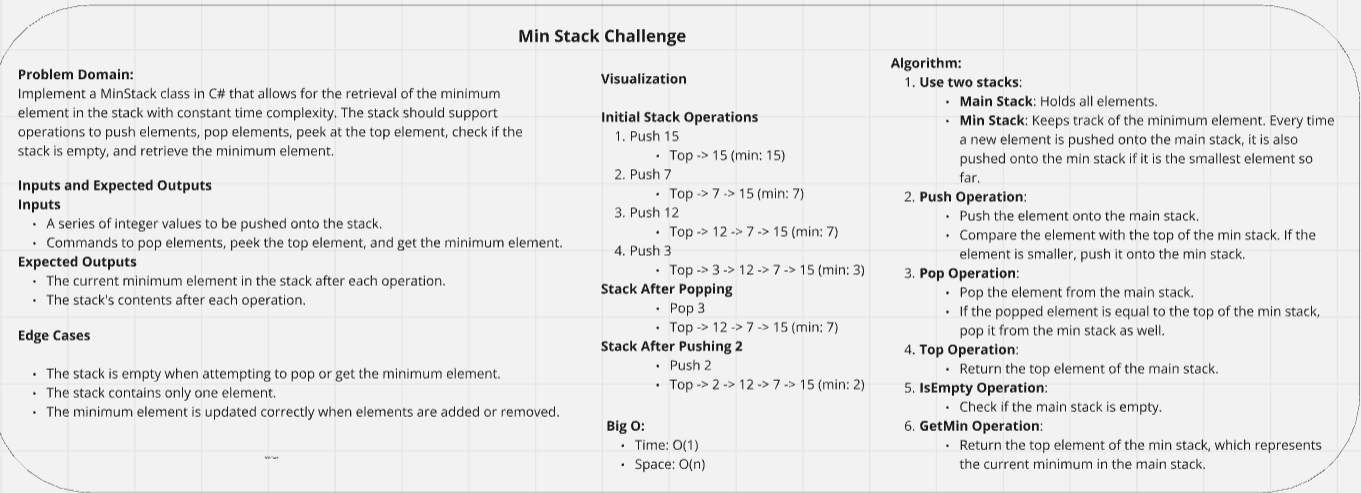 Min Stack Challenge
Problem Domain:
Implement a MinStack class in C# that allows for the retrieval of the minimum
element in the stack with constant time complexity. The stack should support
operations to push elements, pop elements, peek at the top element, check if the
stack is empty, and retrieve the minimum element.
Inputs and Expected Outputs
Inputs
• A series of integer values to be pushed onto the stack.
• Commands to pop elements, peek the top element, and get the minimum element.
Expected Outputs
• The current minimum element in the stack after each operation.
• The stack's contents after each operation.
Edge Cases
• The stack is empty when attempting to pop or get the minimum element.
• The stack contains only one element.
• The minimum element is updated correctly when elements are added or removed.
Visualization
Initial Stack Operations
1. Push 15
• Top -> 15 (min: 15)
2. Push 7
• Top -> 7 -> 15 (min: 7)
3. Push 12
• Top -> 12 -> 7 -> 15 (min: 7)
4. Push 3
• Top -> 3 -> 12 -> 7 -> 15 (min: 3)
Stack After Popping
• Pop 3
• Top -> 12 -> 7 -> 15 (min: 7)
Stack After Pushing 2
• Push 2
• Top -> 2 -> 12 -> 7 -> 15 (min: 2)
Big O:
• Time: O(1)
• Space: O(n)
Algorithm:
1. Use two stacks:
• Main Stack: Holds all elements.
• Min Stack: Keeps track of the minimum element. Every time
a new element is pushed onto the main stack, it is also
pushed onto the min stack if it is the smallest element so
far.
2. Push Operation:
• Push the element onto the main stack.
• Compare the element with the top of the min stack. If the
element is smaller, push it onto the min stack.
3. Pop Operation:
• Pop the element from the main stack.
• If the popped element is equal to the top of the min stack,
pop it from the min stack as well.
4. Top Operation:
• Return the top element of the main stack.
5. IsEmpty Operation:
• Check if the main stack is empty.
6. GetMin Operation:
• Return the top element of the min stack, which represents
the current minimum in the main stack.